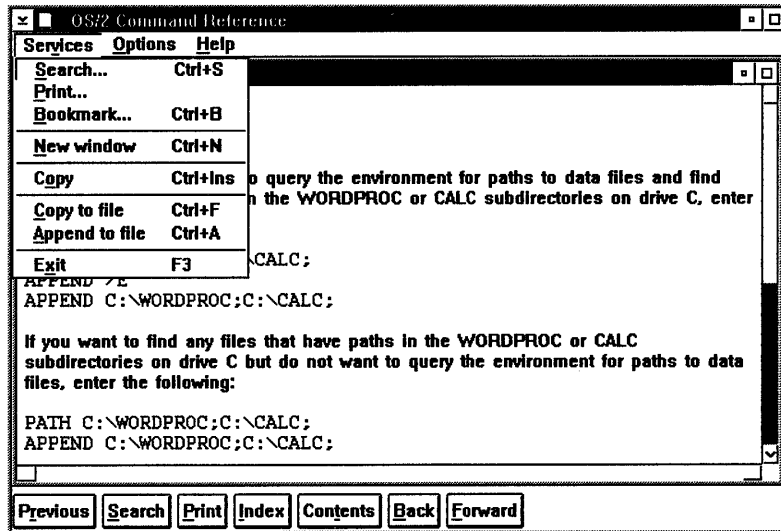 OS/2 Command Reference
Services Options Help
Search... Ctrl+S
Print...
Bookmark... Ctrl+B
New window Ctrl+N
Copy Ctrl+Ins
Copy to file Ctrl+F
Append to file Ctrl+A
Exit F3
o query the environment for paths to data files and find
n the WORDPROC or CALC subdirectories on drive C, enter
\CALC;
APPEND /E
APPEND C:\WORDPROC;C:\CALC;
If you want to find any files that have paths in the WORDPROC or CALC
subdirectories on drive C but do not want to query the environment for paths to data
files, enter the following:
PATH C:\WORDPROC;C:\CALC;
APPEND C:\WORDPROC;C:\CALC;
Previous Search Print Index Contents Back Forward